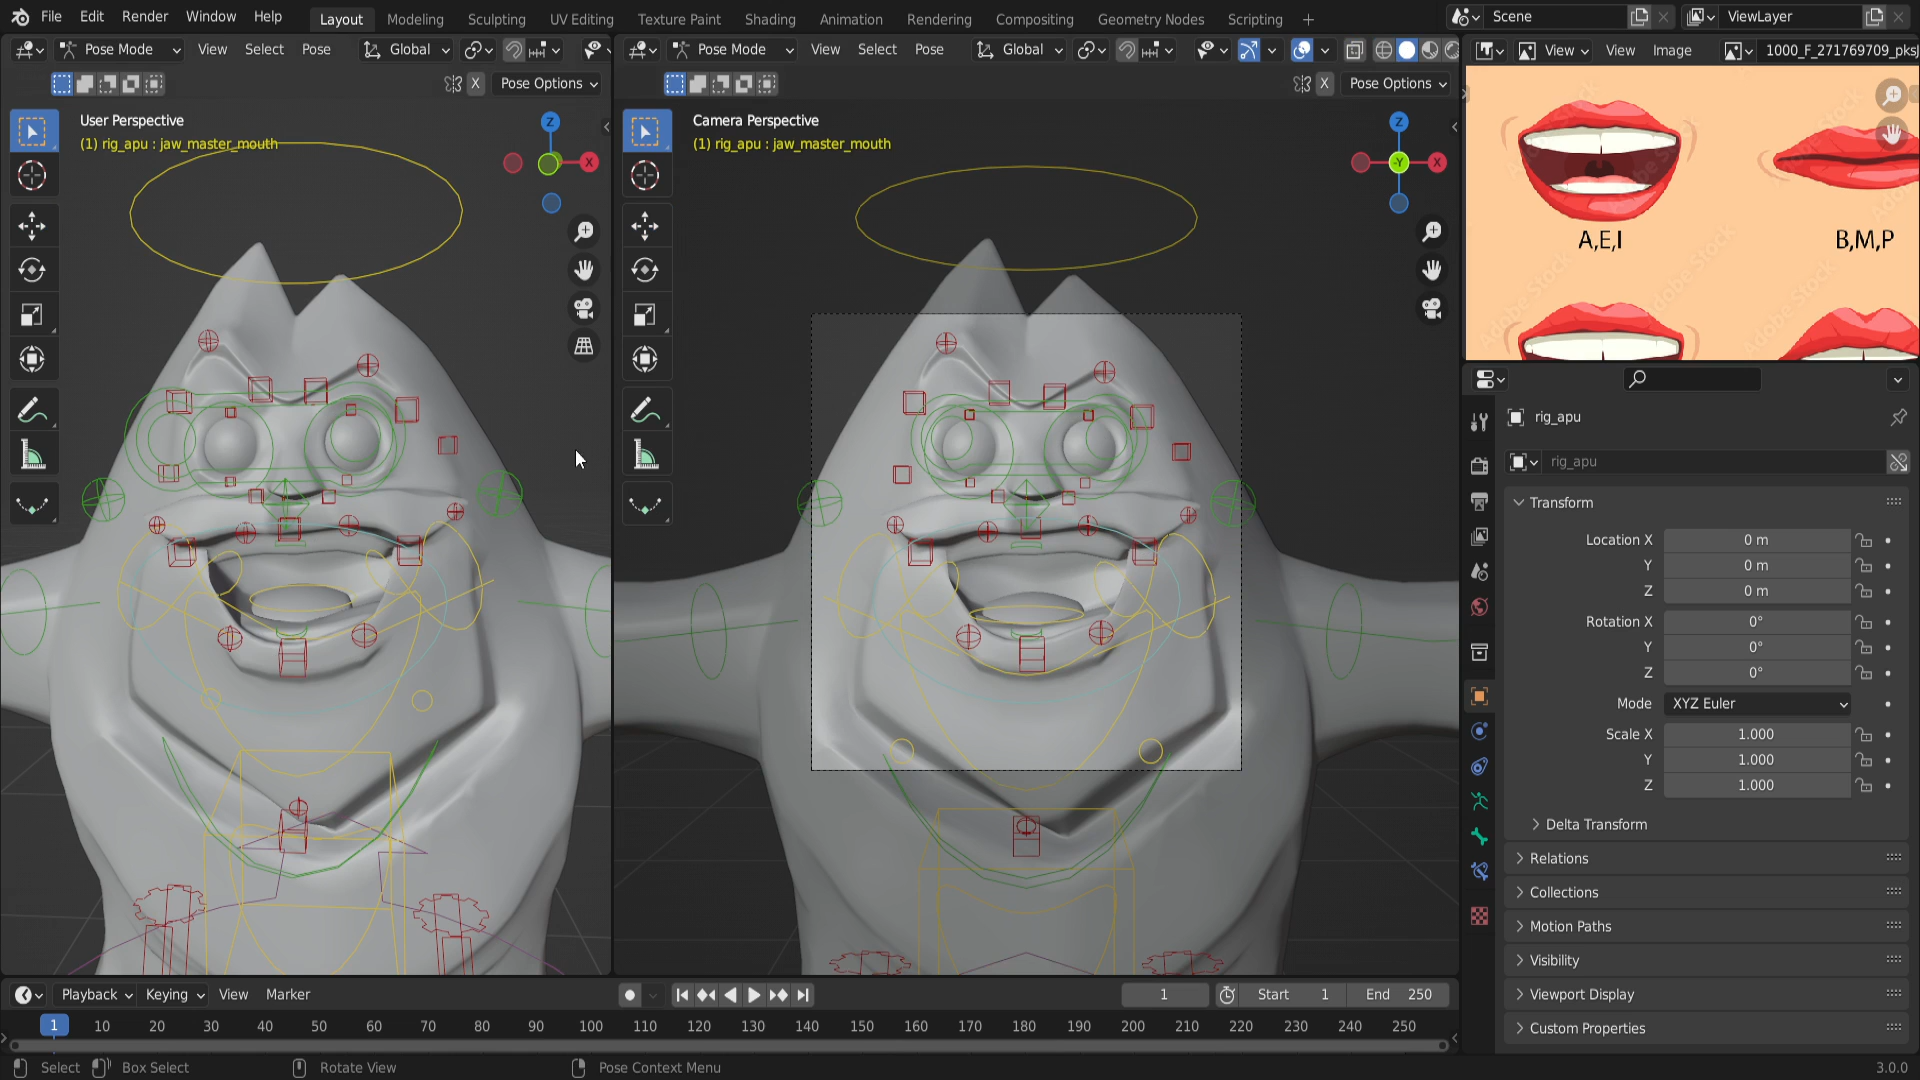 File Edit Render Window Help
Layout Modeling Sculpting UV Editing Texture Paint Shading Animation Rendering Compositing Geometry Nodes Scripting +
Scene
ViewLayer
Pose Mode View Select Pose Global
Pose Mode View Select Pose Global
View View Image 1000_F_271769709_pks
X Pose Options
X Pose Options
User Perspective
(1) rig_apu : jaw_master_mouth
Z
X
Camera Perspective
(1) rig_apu : jaw_master_mouth
Z
-Y
X
Adobe Stock
A,E,I
B,M,P
rig_apu
rig_apu
Transform
Location X 0 m
Y 0 m
Z 0 m
Rotation X 0°
Y 0°
Z 0°
Mode XYZ Euler
Scale X 1.000
Y 1.000
Z 1.000
Delta Transform
Relations
Collections
Motion Paths
Visibility
Viewport Display
Custom Properties
Playback Keying View Marker
1
Start 1
End 250
1 10 20 30 40 50 60 70 80 90 100 110 120 130 140 150 160 170 180 190 200 210 220 230 240 250
Select Box Select Rotate View Pose Context Menu 3.0.0